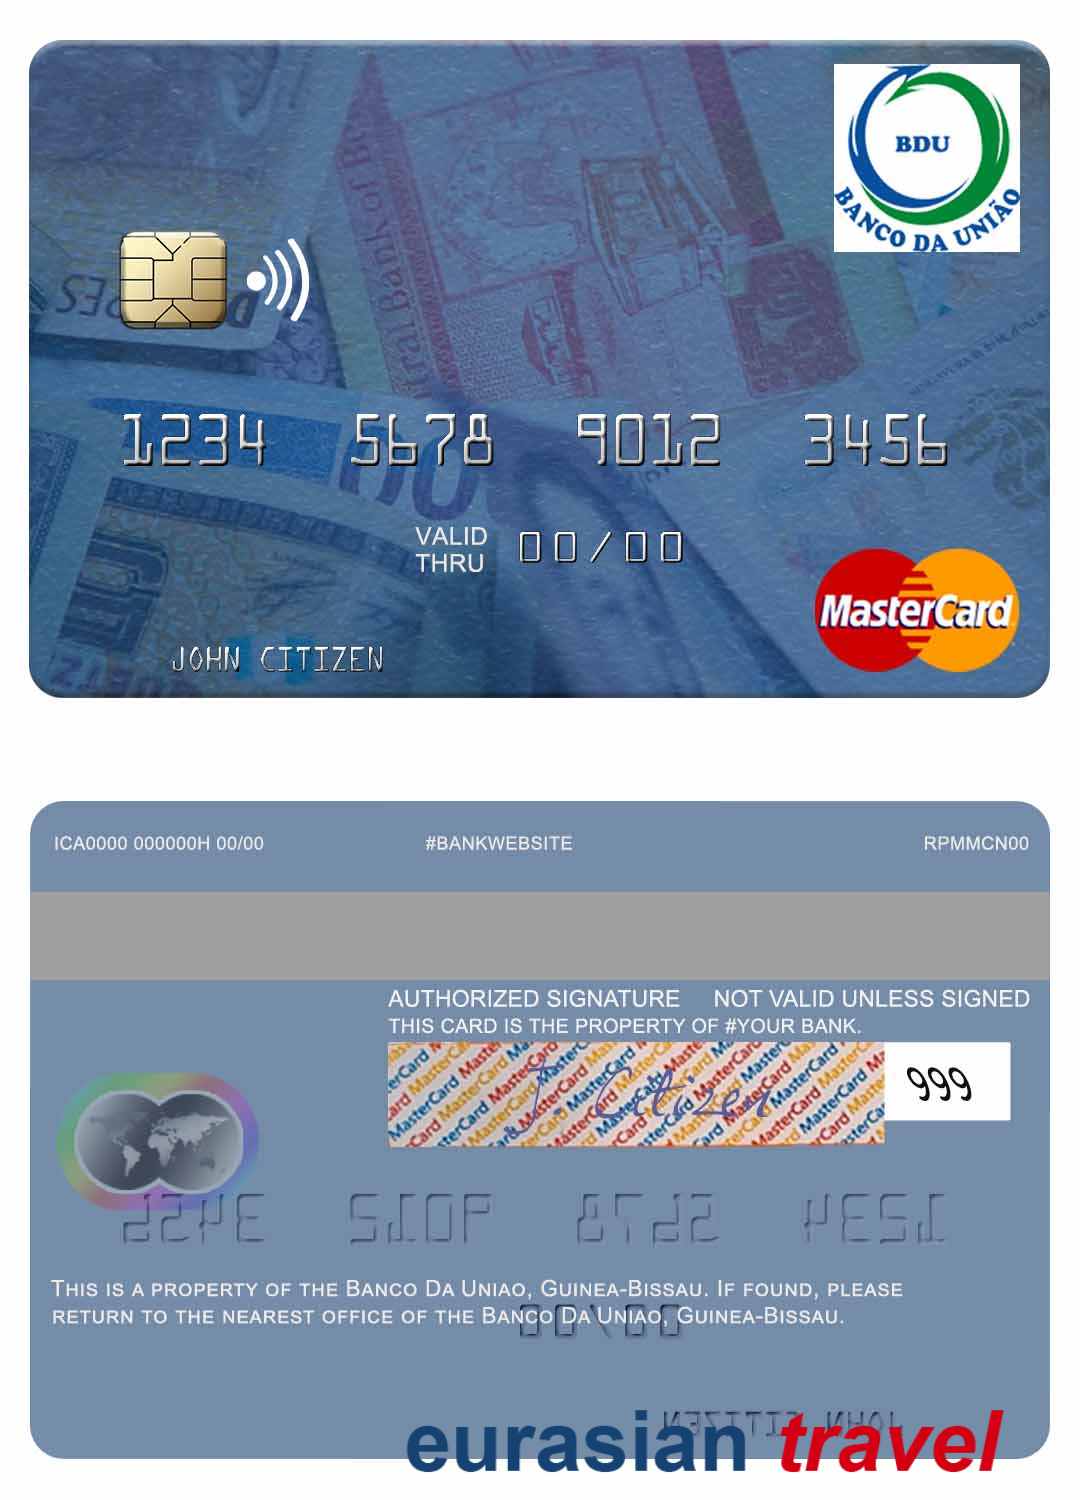 BDU
BANCO DA UNIÃO
1234 5678 9012 3456
VALID
THRU
00/00
JOHN CITIZEN
MasterCard
ICA0000 000000H 00/00 #BANKWEBSITE RPMMCN00
AUTHORIZED SIGNATURE NOT VALID UNLESS SIGNED
THIS CARD IS THE PROPERTY OF #YOUR BANK.
J. Citizen
999
THIS IS A PROPERTY OF THE BANCO DA UNIAO, GUINEA-BISSAU. IF FOUND, PLEASE
RETURN TO THE NEAREST OFFICE OF THE BANCO DA UNIAO, GUINEA-BISSAU.
eurasian travel